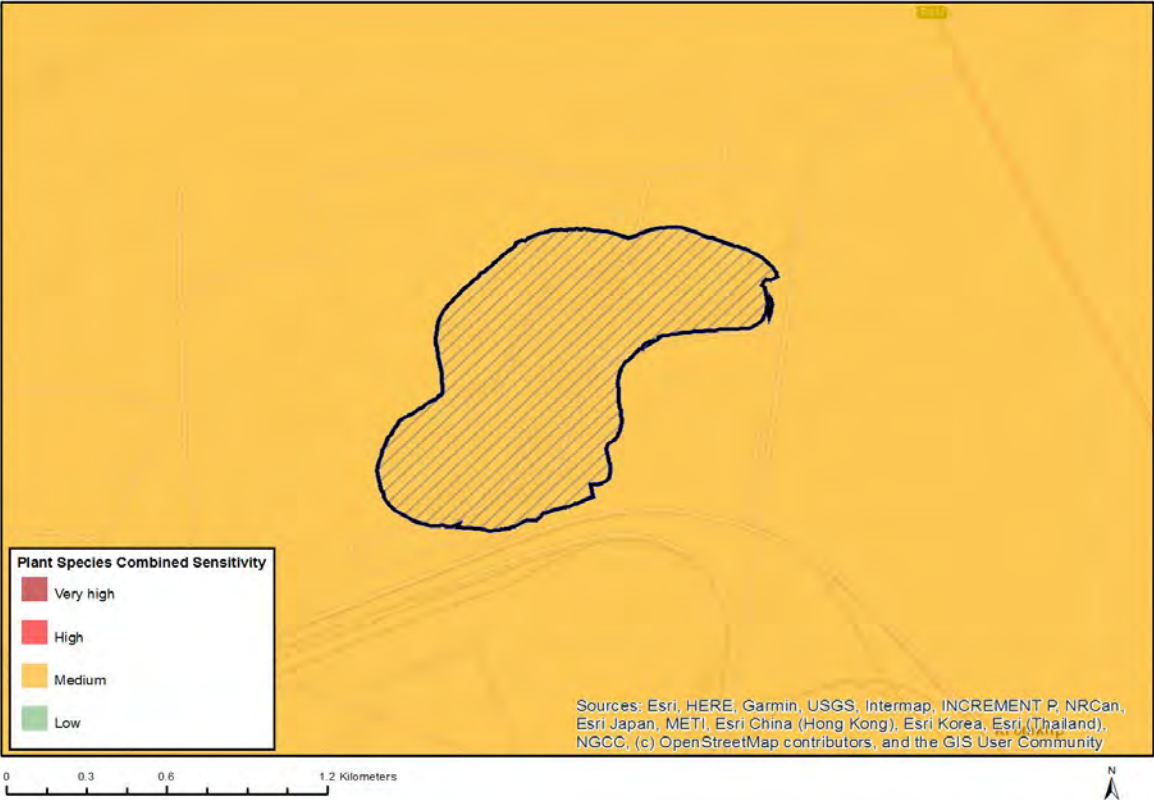 Plant Species Combined Sensitivity
Very high
High
Medium
Low
Sources: Esri, HERE, Garmin, USGS, Intermap, INCREMENT P, NRCan,
Esri Japan, METI, Esri China (Hong Kong), Esri Korea, Esri (Thailand),
NGCC, (c) OpenStreetMap contributors, and the GIS User Community
0 0.3 0.6 1.2 Kilometers
N